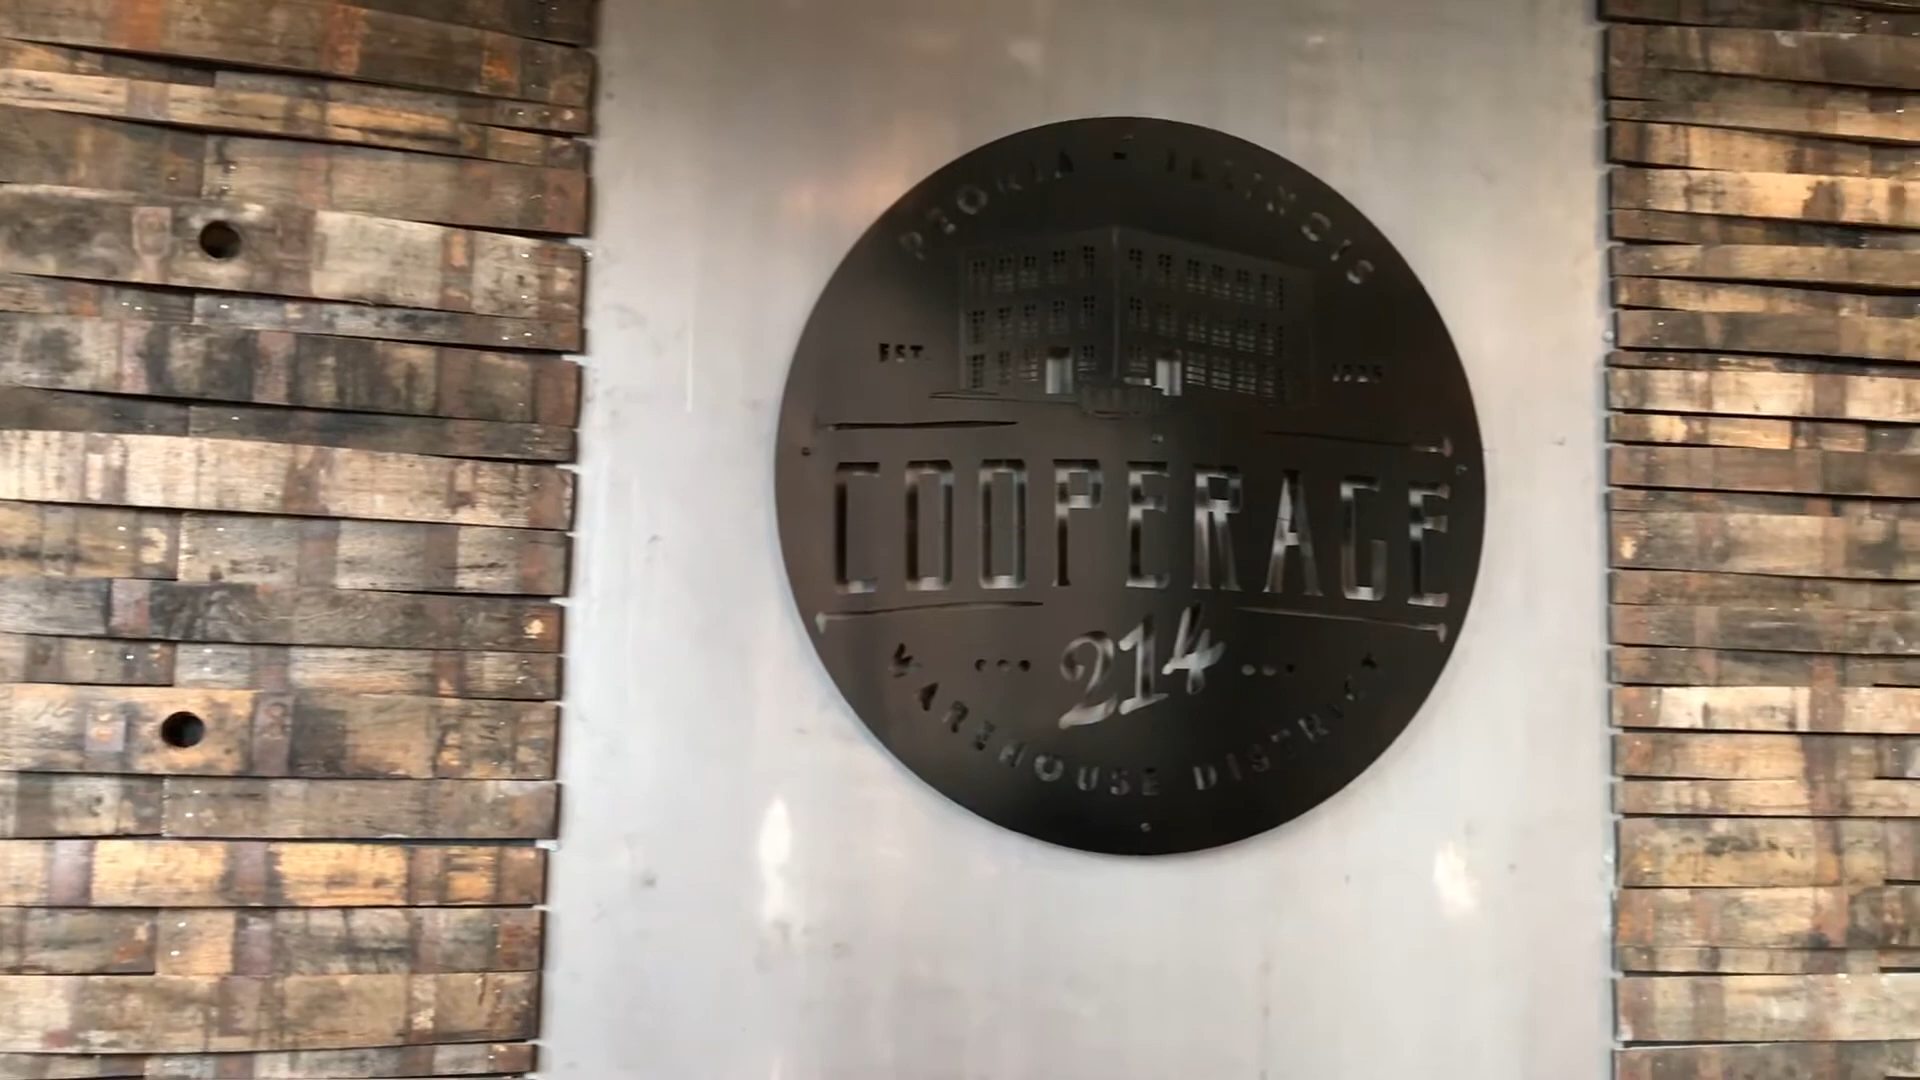 PEORIA - ILLINOIS
EST.
COOPERAGE
... 214 ...
WAREHOUSE DISTRICT